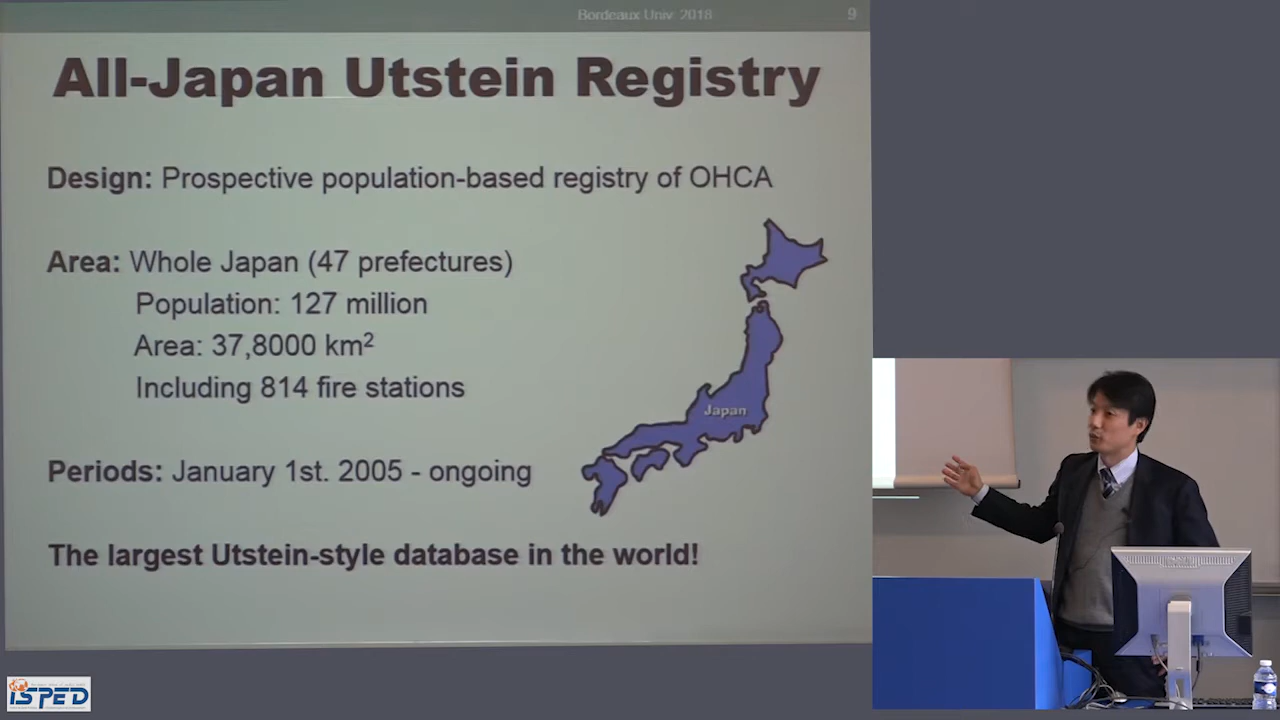 Bordeaux Univ. 2018
9
All-Japan Utstein Registry
Design: Prospective population-based registry of OHCA
Area: Whole Japan (47 prefectures)
Population: 127 million
Area: 37,8000 km²
Including 814 fire stations
Japan
Periods: January 1st. 2005 - ongoing
The largest Utstein-style database in the world!
ISPED